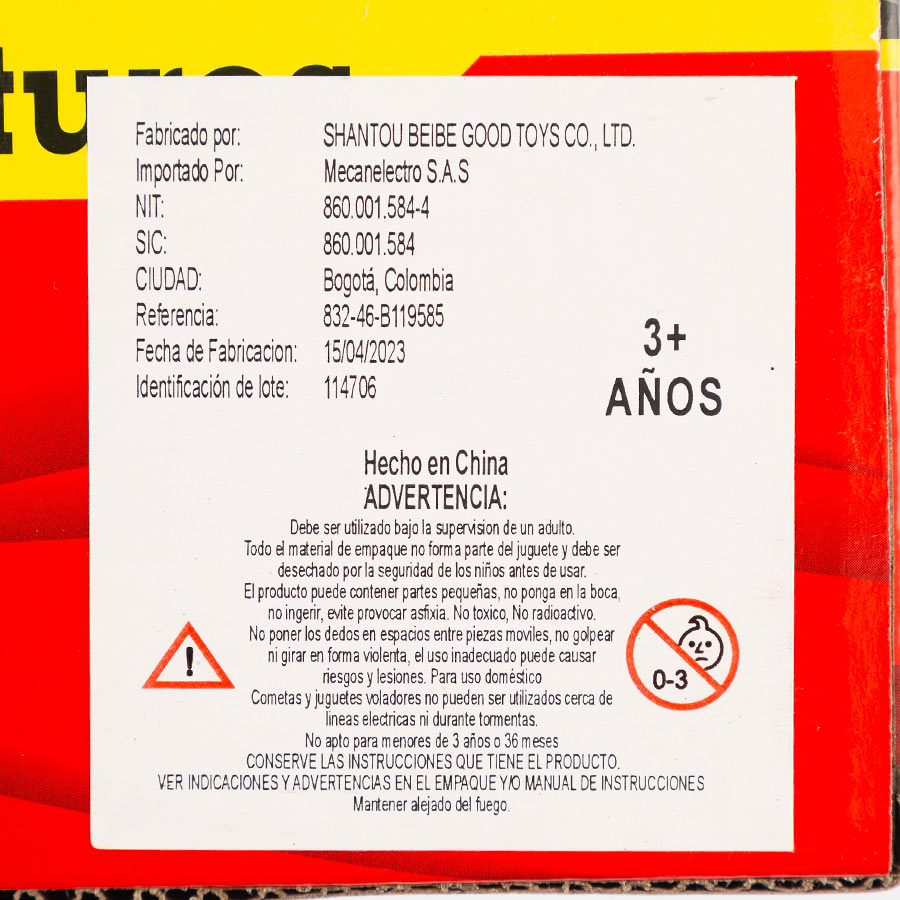 Fabricado por: SHANTOU BEIBE GOOD TOYS CO., LTD.
Importado Por: Mecanelectro S.A.S
NIT: 860.001.584-4
SIC: 860.001.584
CIUDAD: Bogotá, Colombia
Referencia: 832-46-B119585
Fecha de Fabricacion: 15/04/2023
Identificación de lote: 114706
3+
AÑOS
Hecho en China
ADVERTENCIA:
Debe ser utilizado bajo la supervision de un adulto.
Todo el material de empaque no forma parte del juguete y debe ser
desechado por la seguridad de los niños antes de usar.
El producto puede contener partes pequeñas, no ponga en la boca,
no ingerir, evite provocar asfixia. No toxico, No radioactivo.
No poner los dedos en espacios entre piezas moviles, no golpear
ni girar en forma violenta, el uso inadecuado puede causar
riesgos y lesiones. Para uso doméstico
Cometas y juguetes voladores no pueden ser utilizados cerca de
lineas electricas ni durante tormentas.
No apto para menores de 3 años o 36 meses
CONSERVE LAS INSTRUCCIONES QUE TIENE EL PRODUCTO.
VER INDICACIONES Y ADVERTENCIAS EN EL EMPAQUE Y/O MANUAL DE INSTRUCCIONES
Mantener alejado del fuego.
!
0-3